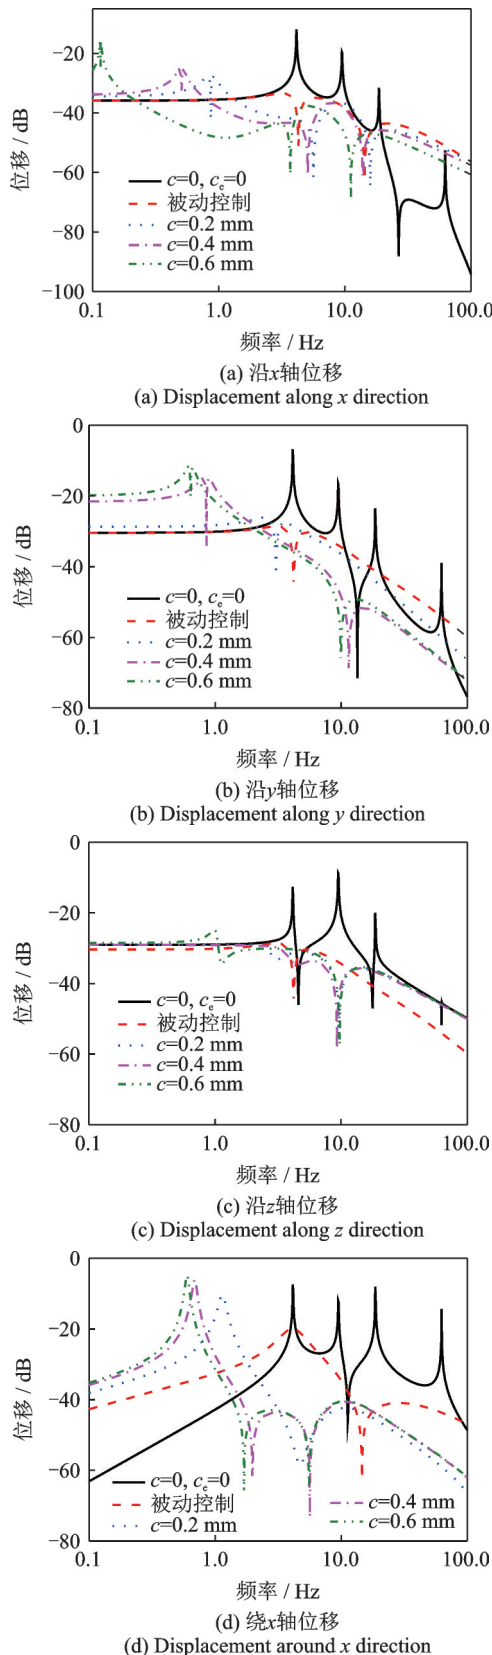 −20
−40
−60
−80
−100
位移 / dB
c=0, cₑ=0
被动控制
c=0.2 mm
c=0.4 mm
c=0.6 mm
0.1
1.0
10.0
100.0
频率 / Hz
(a) 沿x轴位移
(a) Displacement along x direction
0
−20
−40
−60
−80
位移 / dB
c=0, cₑ=0
被动控制
c=0.2 mm
c=0.4 mm
c=0.6 mm
0.1
1.0
10.0
100.0
频率 / Hz
(b) 沿y轴位移
(b) Displacement along y direction
0
−20
−40
−60
−80
位移 / dB
c=0, cₑ=0
被动控制
c=0.2 mm
c=0.4 mm
c=0.6 mm
0.1
1.0
10.0
100.0
频率 / Hz
(c) 沿z轴位移
(c) Displacement along z direction
0
−20
−40
−60
−80
位移 / dB
c=0, cₑ=0
被动控制
c=0.2 mm
c=0.4 mm
c=0.6 mm
0.1
1.0
10.0
100.0
频率 / Hz
(d) 绕x轴位移
(d) Displacement around x direction